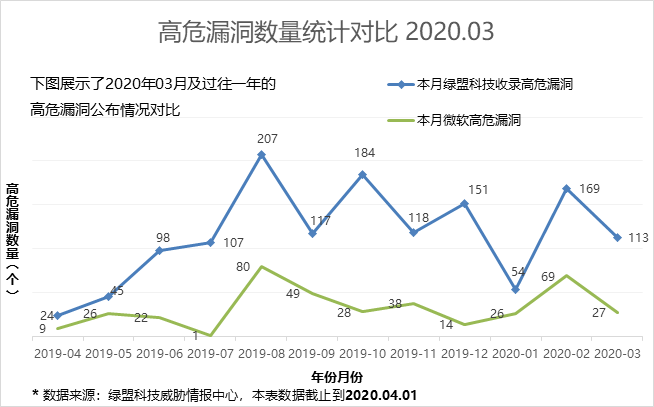 高危漏洞数量统计对比 2020.03
下图展示了2020年03月及过往一年的
高危漏洞公布情况对比
本月绿盟科技收录高危漏洞
本月微软高危漏洞
高危漏洞数量（个）
24
45
98
107
207
117
184
118
151
54
169
113
9
26
22
1
80
49
28
38
14
26
69
27
2019-04 2019-05 2019-06 2019-07 2019-08 2019-09 2019-10 2019-11 2019-12 2020-01 2020-02 2020-03
年份月份
* 数据来源：绿盟科技威胁情报中心，本表数据截止到2020.04.01